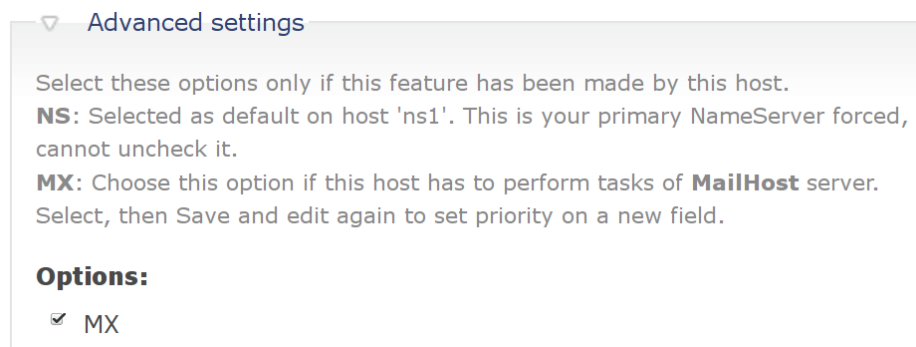 Advanced settings
Select these options only if this feature has been made by this host.
NS: Selected as default on host 'ns1'. This is your primary NameServer forced,
cannot uncheck it.
MX: Choose this option if this host has to perform tasks of MailHost server.
Select, then Save and edit again to set priority on a new field.
Options:
MX